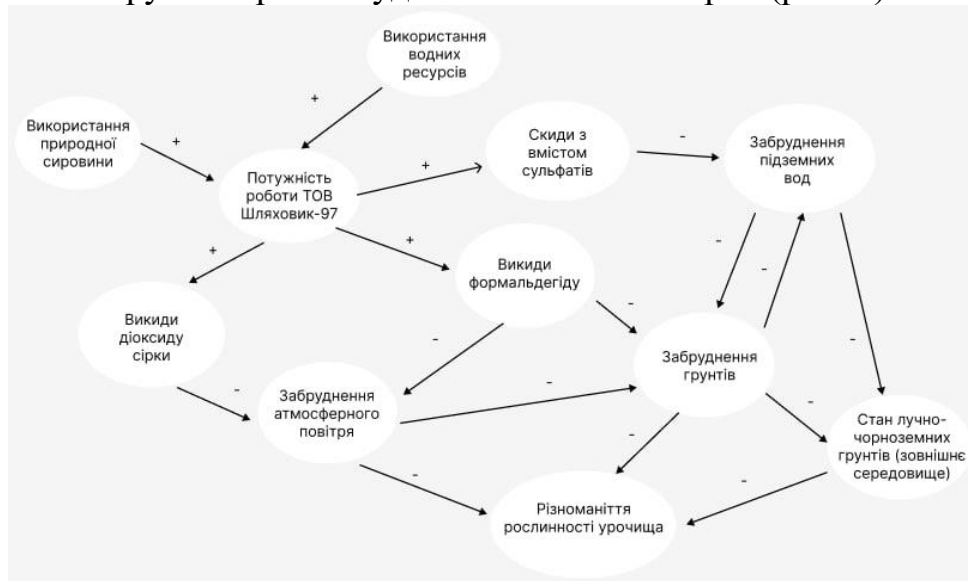 Використання
водних
ресурсів
Використання
природної
сировини
+
+
Потужність
роботи ТОВ
Шляховик-97
+
Скиди з
вмістом
сульфатів
-
Забруднення
підземних
вод
+
+
Викиди
формальдегіду
-
-
-
-
-
Викиди
діоксиду
сірки
-
Забруднення
атмосферного
повітря
-
Забруднення
грунтів
-
-
-
Стан лучно-
чорноземних
грунтів (зовнішнє
середовище)
-
Різноманіття
рослинності урочища